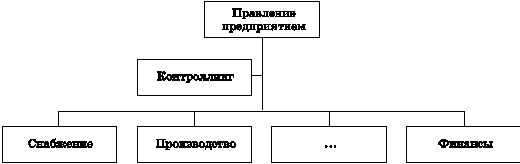 Правление
предприятием
Контроллинг
Снабжение
Производство
...
Финансы